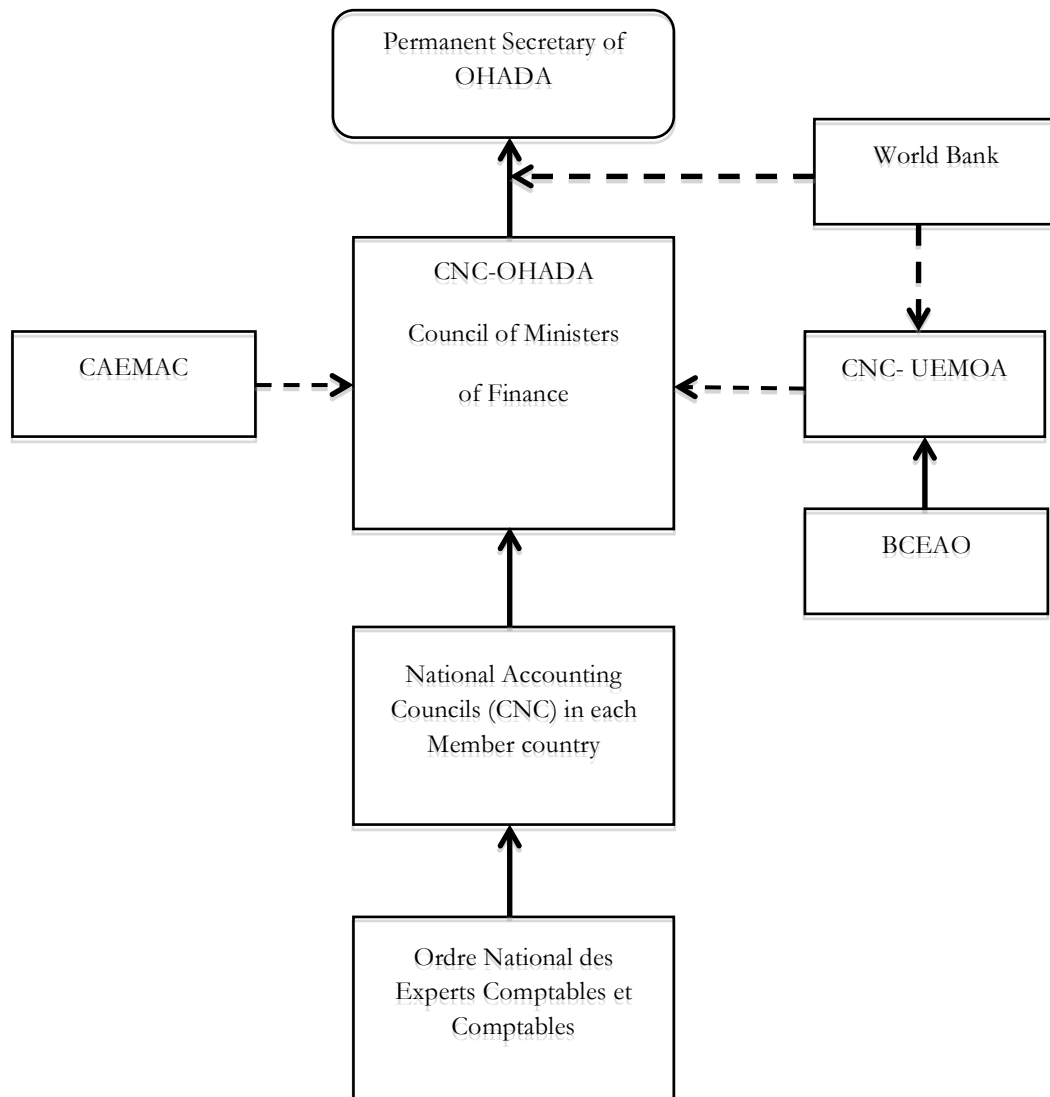 Permanent Secretary of
OHADA
World Bank
CNC-OHADA
Council of Ministers
of Finance
CAEMAC
CNC- UEMOA
BCEAO
National Accounting
Councils (CNC) in each
Member country
Ordre National des
Experts Comptables et
Comptables